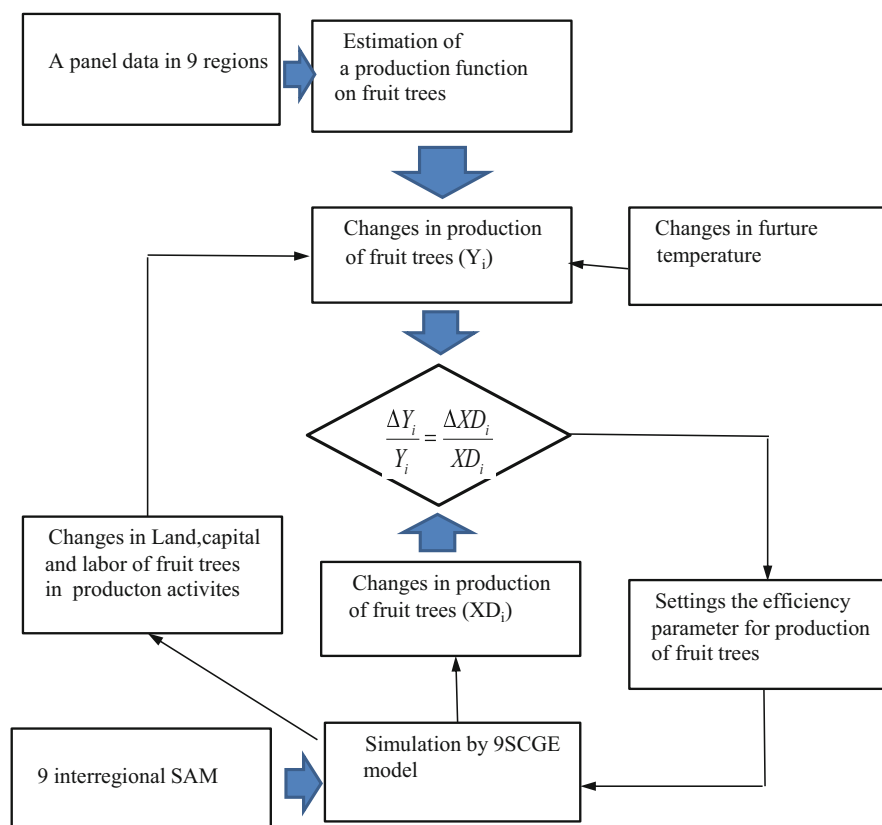 A panel data in 9 regions
Estimation of
a production function
on fruit trees
Changes in production
of fruit trees (Yi)
Changes in furture
temperature
ΔYi/Yi = ΔXDi/XDi
Changes in Land,capital
and labor of fruit trees
in producton activites
Changes in production
of fruit trees (XDi)
Settings the efficiency
parameter for production
of fruit trees
9 interregional SAM
Simulation by 9SCGE
model